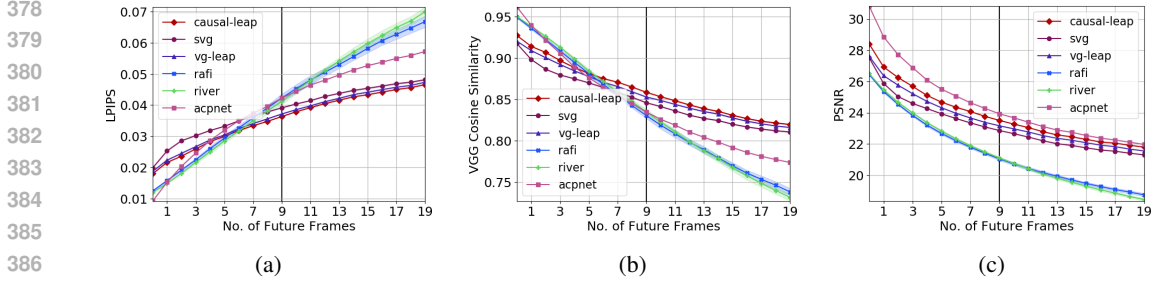 378
379
380
381
382
383
384
385
386
0.07
0.06
0.05
0.04
0.03
0.02
0.01
LPIPS
causal-leap
svg
vg-leap
rafi
river
acpnet
1 3 5 7 9 11 13 15 17 19
No. of Future Frames
(a)
0.95
0.90
0.85
0.80
0.75
VGG Cosine Similarity
causal-leap
svg
vg-leap
rafi
river
acpnet
1 3 5 7 9 11 13 15 17 19
No. of Future Frames
(b)
30
28
26
24
22
20
PSNR
causal-leap
svg
vg-leap
rafi
river
acpnet
1 3 5 7 9 11 13 15 17 19
No. of Future Frames
(c)